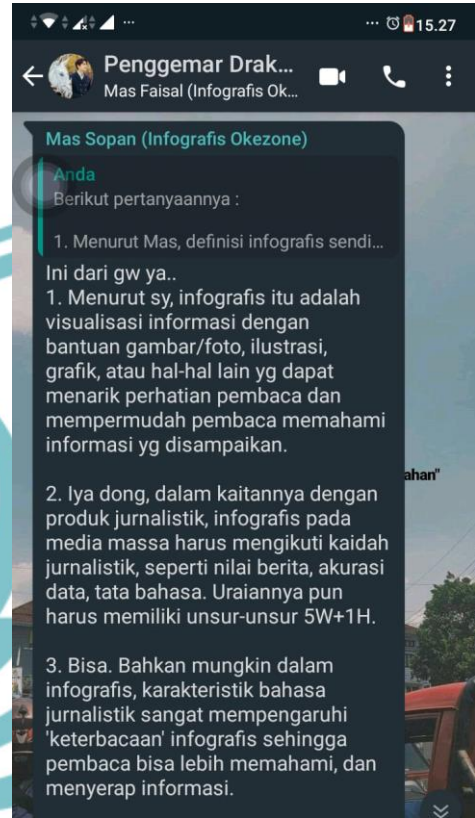 ... ... 15.27
Penggemar Drak...
Mas Faisal (Infografis Ok...
Mas Sopan (Infografis Okezone)
Anda
Berikut pertanyaannya :
1. Menurut Mas, definisi infografis sendi...
Ini dari gw ya..
1. Menurut sy, infografis itu adalah
visualisasi informasi dengan
bantuan gambar/foto, ilustrasi,
grafik, atau hal-hal lain yg dapat
menarik perhatian pembaca dan
mempermudah pembaca memahami
informasi yg disampaikan.
ahan"
2. Iya dong, dalam kaitannya dengan
produk jurnalistik, infografis pada
media massa harus mengikuti kaidah
jurnalistik, seperti nilai berita, akurasi
data, tata bahasa. Uraiannya pun
harus memiliki unsur-unsur 5W+1H.
3. Bisa. Bahkan mungkin dalam
infografis, karakteristik bahasa
jurnalistik sangat mempengaruhi
'keterbacaan' infografis sehingga
pembaca bisa lebih memahami, dan
menyerap informasi.